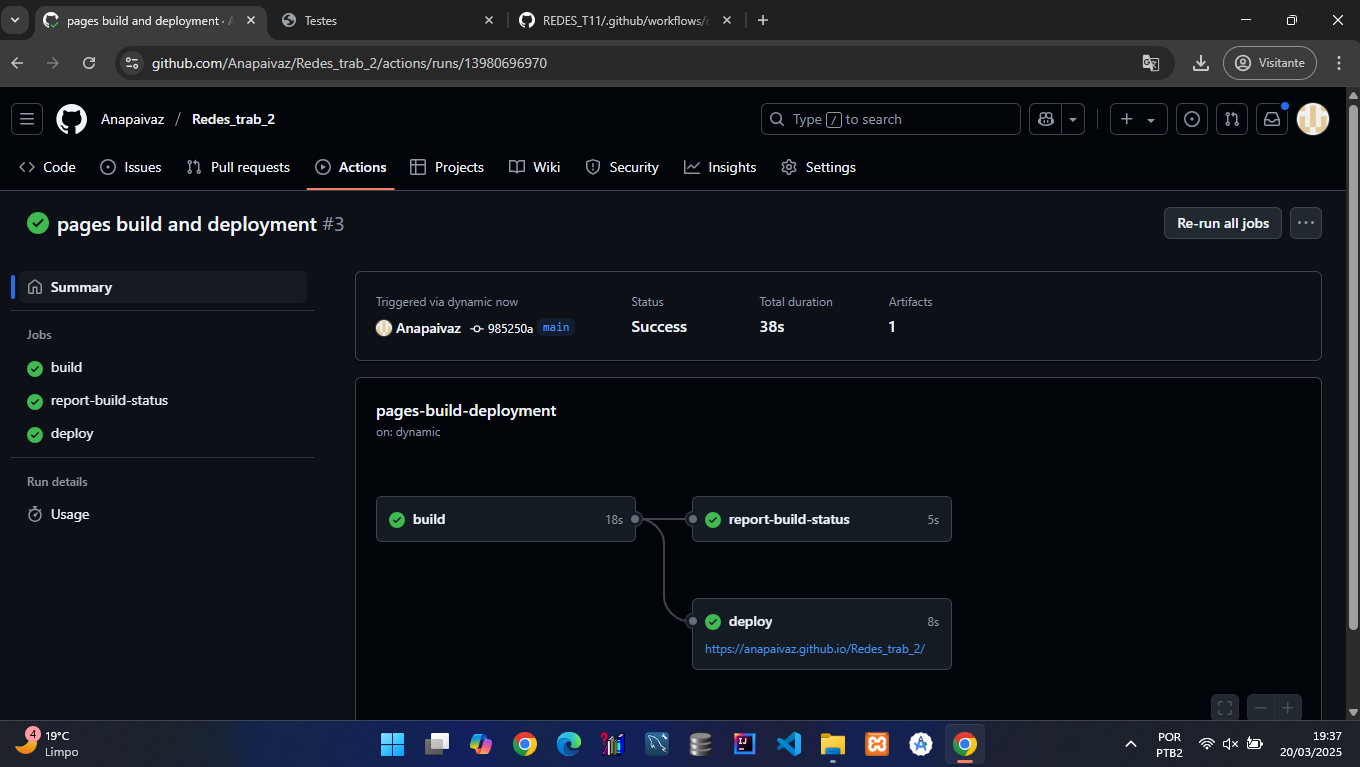 pages build and deployment · A
Testes
REDES_T11/.github/workflows/c
github.com/Anapaivaz/Redes_trab_2/actions/runs/13980696970
Visitante
Anapaivaz / Redes_trab_2
Type / to search
Code
Issues
Pull requests
Actions
Projects
Wiki
Security
Insights
Settings
pages build and deployment #3
Re-run all jobs
Summary
Jobs
build
report-build-status
deploy
Run details
Usage
Triggered via dynamic now
Anapaivaz 985250a main
Status
Success
Total duration
38s
Artifacts
1
pages-build-deployment
on: dynamic
build 18s
report-build-status 5s
deploy 8s
https://anapaivaz.github.io/Redes_trab_2/
4
19°C
Limpo
POR
PTB2
19:37
20/03/2025